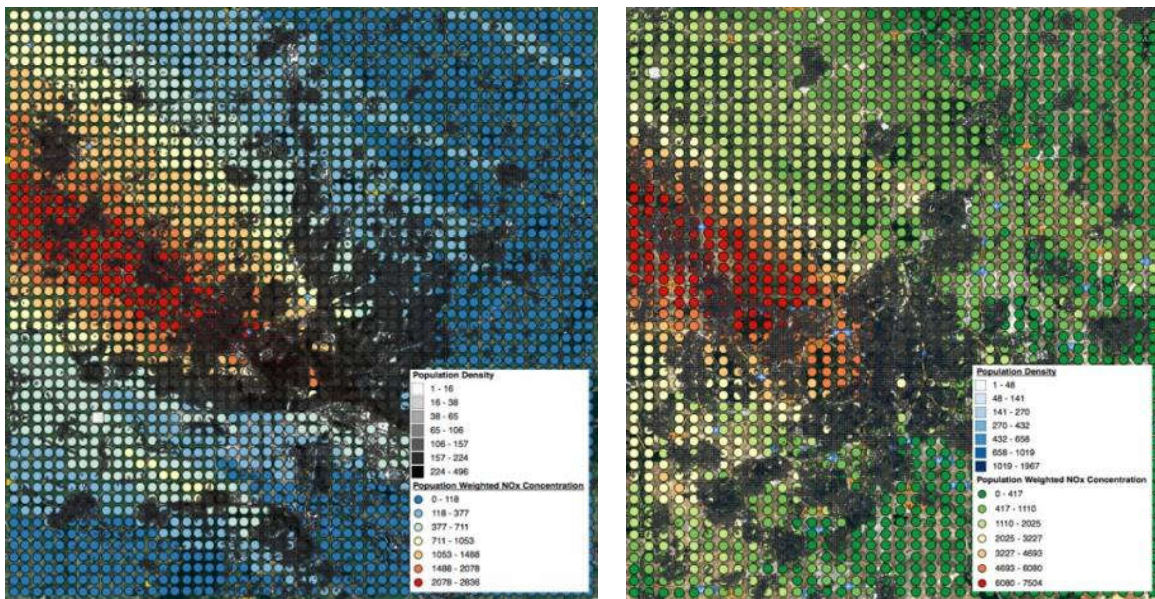 Population Density
1 - 16
16 - 38
38 - 65
65 - 106
106 - 157
157 - 224
224 - 496
Popuation Weighted NOx Concentration
0 - 118
118 - 377
377 - 711
711 - 1053
1053 - 1488
1488 - 2078
2078 - 2836
Population Density
1 - 48
48 - 141
141 - 270
270 - 432
432 - 658
658 - 1019
1019 - 1967
Population Weighted NOx Concentration
0 - 417
417 - 1110
1110 - 2025
2025 - 3227
3227 - 4693
4693 - 6080
6080 - 7504